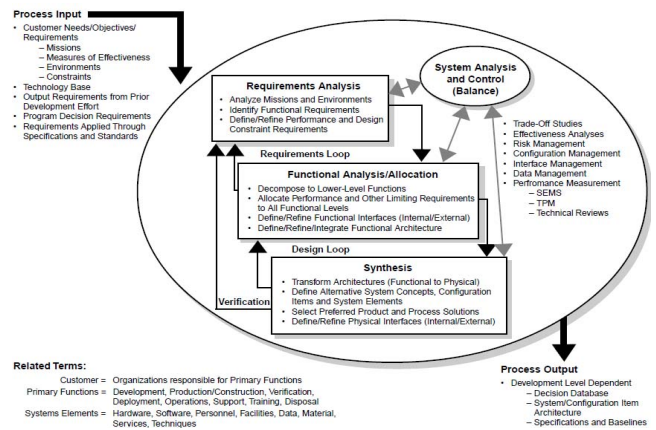 Process Input
• Customer Needs/Objectives/
Requirements
– Missions
– Measures of Effectiveness
– Environments
– Constraints
• Technology Base
• Output Requirements from Prior
Development Effort
• Program Decision Requirements
• Requirements Applied Through
Specifications and Standards
System Analysis
and Control
(Balance)
Requirements Analysis
• Analyze Missions and Environments
• Identify Functional Requirements
• Define/Refine Performance and Design
Constraint Requirements
• Trade-Off Studies
• Effectiveness Analyses
• Risk Management
• Configuration Management
• Interface Management
• Data Management
• Perfromance Measurement
– SEMS
– TPM
– Technical Reviews
Requirements Loop
Functional Analysis/Allocation
• Decompose to Lower-Level Functions
• Allocate Performance and Other Limiting Requirements
to All Functional Levels
• Define/Refine Functional Interfaces (Internal/External)
• Define/Refine/Integrate Functional Architecture
Design Loop
Synthesis
• Transform Architectures (Functional to Physical)
• Define Alternative System Concepts, Configuration
Items and System Elements
• Select Preferred Product and Process Solutions
• Define/Refine Physical Interfaces (Internal/External)
Verification
Related Terms:
Customer = Organizations responsible for Primary Functions
Primary Functions = Development, Production/Construction, Verification,
Deployment, Operations, Support, Training, Disposal
Systems Elements = Hardware, Software, Personnel, Facilities, Data, Material,
Services, Techniques
Process Output
• Development Level Dependent
– Decision Database
– System/Configuration Item
Architecture
– Specifications and Baselines